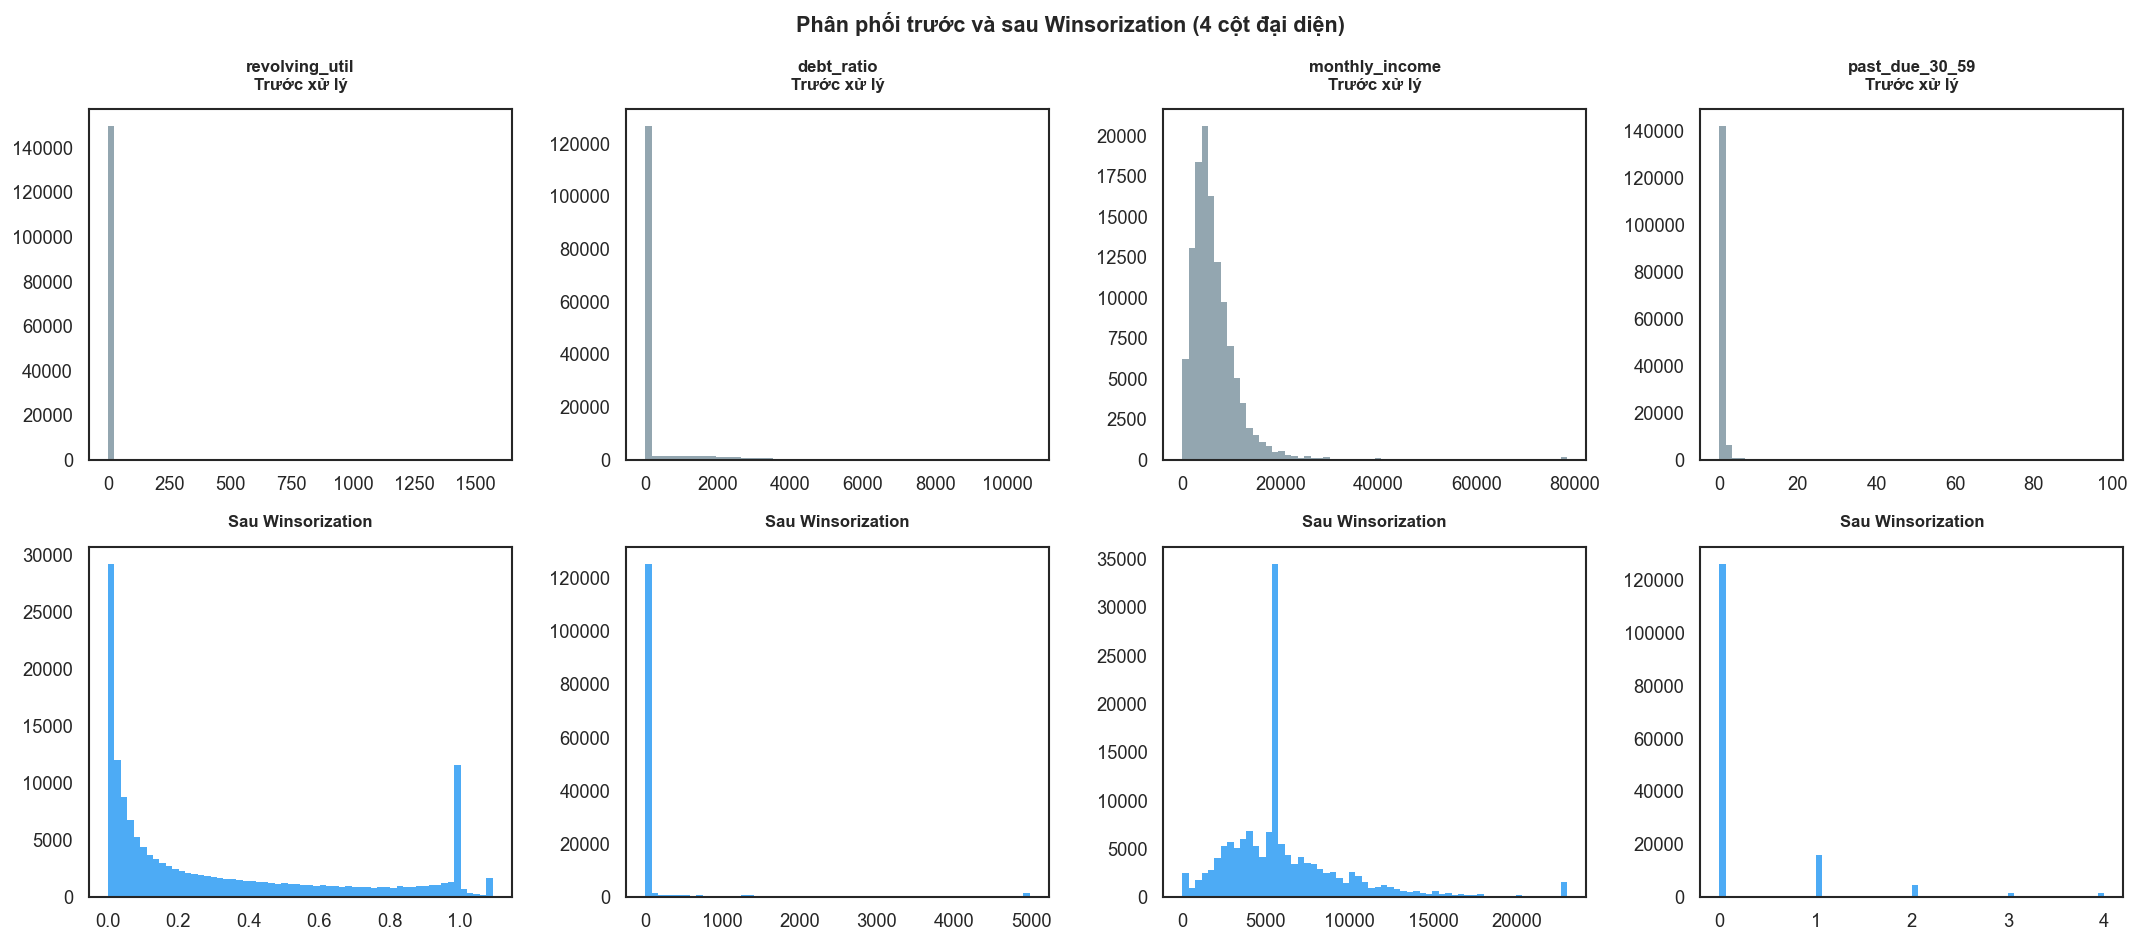 Phân phối trước và sau Winsorization (4 cột đại diện)
revolving_util
Trước xử lý
140000
120000
100000
80000
60000
40000
20000
0
0 250 500 750 1000 1250 1500
debt_ratio
Trước xử lý
120000
100000
80000
60000
40000
20000
0
0 2000 4000 6000 8000 10000
monthly_income
Trước xử lý
20000
17500
15000
12500
10000
7500
5000
2500
0
0 20000 40000 60000 80000
past_due_30_59
Trước xử lý
140000
120000
100000
80000
60000
40000
20000
0
0 20 40 60 80 100
Sau Winsorization
30000
25000
20000
15000
10000
5000
0
0.0 0.2 0.4 0.6 0.8 1.0
Sau Winsorization
120000
100000
80000
60000
40000
20000
0
0 1000 2000 3000 4000 5000
Sau Winsorization
35000
30000
25000
20000
15000
10000
5000
0
0 5000 10000 15000 20000
Sau Winsorization
120000
100000
80000
60000
40000
20000
0
0 1 2 3 4